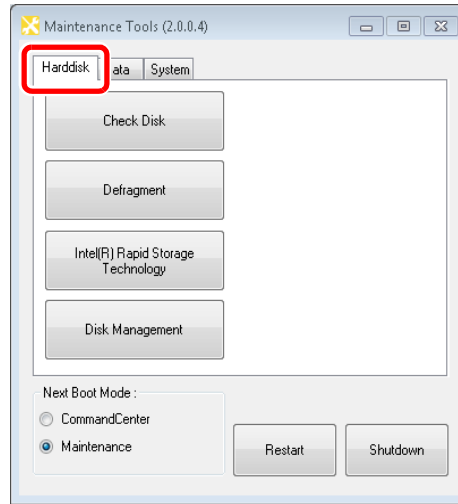 Maintenance Tools (2.0.0.4)
Harddisk ata System
Check Disk
Defragment
Intel(R) Rapid Storage
Technology
Disk Management
Next Boot Mode :
CommandCenter
Maintenance
Restart
Shutdown